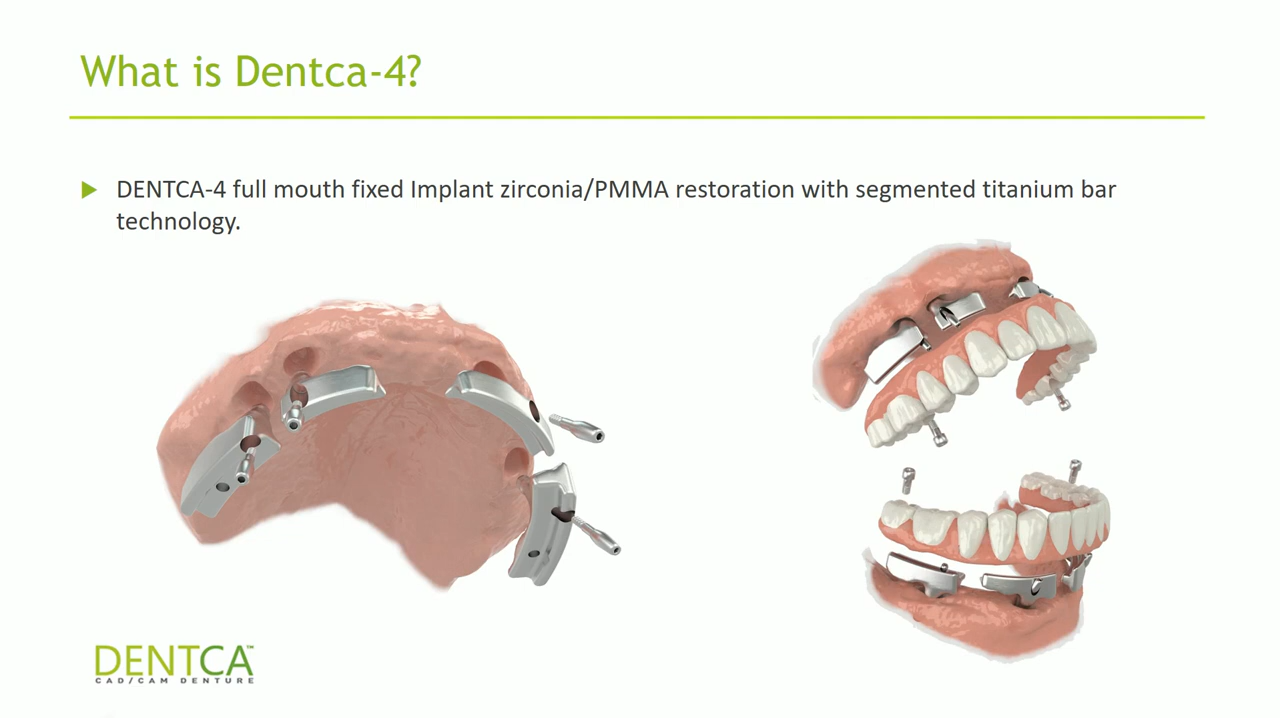 What is Dentca-4?
DENTCA-4 full mouth fixed Implant zirconia/PMMA restoration with segmented titanium bar
technology.
DENTCA™
CAD/CAM DENTURE